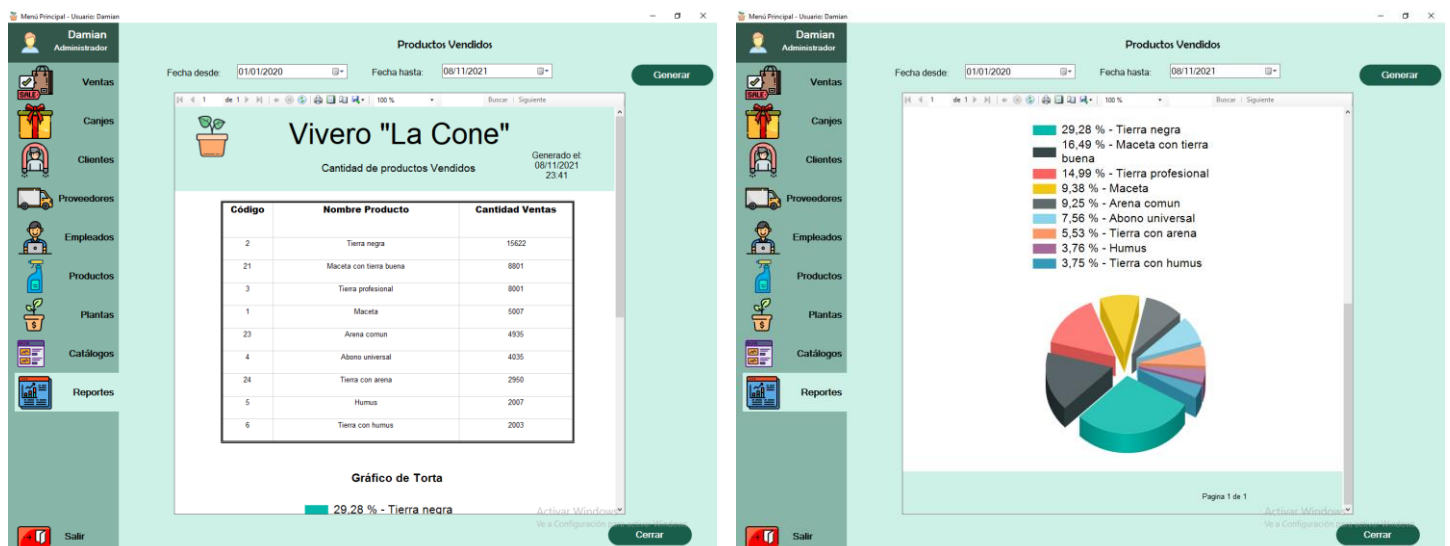 Menú Principal - Usuario: Damian
Damian
Administrador
Ventas
SALE
Canjes
Clientes
Proveedores
Empleados
Productos
Plantas
$
Catálogos
Reportes
Salir
Productos Vendidos
Fecha desde: 01/01/2020 Fecha hasta: 08/11/2021
Generar
1 de 1 100 % Buscar | Siguiente
Vivero "La Cone"
Cantidad de productos Vendidos
Generado el:
08/11/2021
23:41
Código Nombre Producto Cantidad Ventas
2 Tierra negra 15622
21 Maceta con tierra buena 8801
3 Tierra profesional 8001
1 Maceta 5007
23 Arena comun 4935
4 Abono universal 4035
24 Tierra con arena 2950
5 Humus 2007
6 Tierra con humus 2003
Gráfico de Torta
29,28 % - Tierra negra
Activar Windows
Cerrar
Menú Principal - Usuario: Damian
Damian
Administrador
Ventas
SALE
Canjes
Clientes
Proveedores
Empleados
Productos
Plantas
$
Catálogos
Reportes
Salir
Productos Vendidos
Fecha desde: 01/01/2020 Fecha hasta: 08/11/2021
Generar
1 de 1 100 % Buscar | Siguiente
29,28 % - Tierra negra
16,49 % - Maceta con tierra
buena
14,99 % - Tierra profesional
9,38 % - Maceta
9,25 % - Arena comun
7,56 % - Abono universal
5,53 % - Tierra con arena
3,76 % - Humus
3,75 % - Tierra con humus
Pagina 1 de 1
Activar Windows
Cerrar